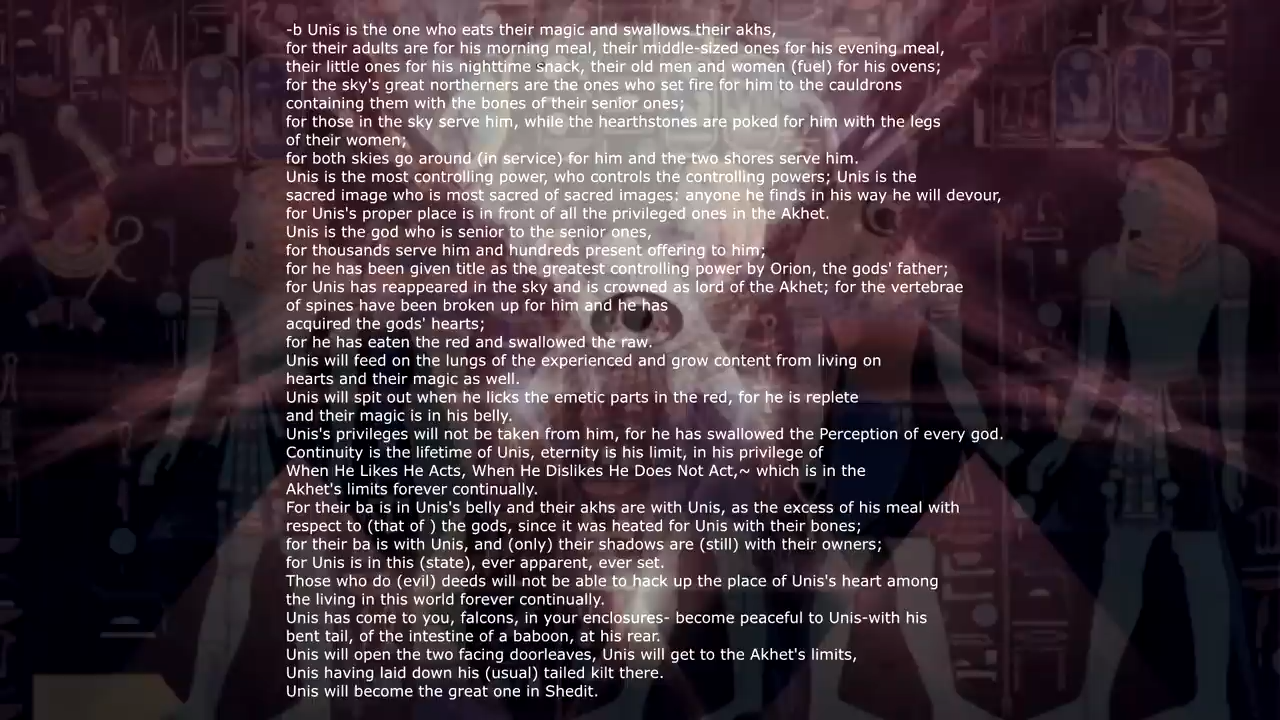 -b Unis is the one who eats their magic and swallows their akhs,
for their adults are for his morning meal, their middle-sized ones for his evening meal,
their little ones for his nighttime snack, their old men and women (fuel) for his ovens;
for the sky's great northerners are the ones who set fire for him to the cauldrons
containing them with the bones of their senior ones;
for those in the sky serve him, while the hearthstones are poked for him with the legs
of their women;
for both skies go around (in service) for him and the two shores serve him.
Unis is the most controlling power, who controls the controlling powers; Unis is the
sacred image who is most sacred of sacred images: anyone he finds in his way he will devour,
for Unis's proper place is in front of all the privileged ones in the Akhet.
Unis is the god who is senior to the senior ones,
for thousands serve him and hundreds present offering to him;
for he has been given title as the greatest controlling power by Orion, the gods' father;
for Unis has reappeared in the sky and is crowned as lord of the Akhet; for the vertebrae
of spines have been broken up for him and he has
acquired the gods' hearts;
for he has eaten the red and swallowed the raw.
Unis will feed on the lungs of the experienced and grow content from living on
hearts and their magic as well.
Unis will spit out when he licks the emetic parts in the red, for he is replete
and their magic is in his belly.
Unis's privileges will not be taken from him, for he has swallowed the Perception of every god.
Continuity is the lifetime of Unis, eternity is his limit, in his privilege of
When He Likes He Acts, When He Dislikes He Does Not Act,~ which is in the
Akhet's limits forever continually.
For their ba is in Unis's belly and their akhs are with Unis, as the excess of his meal with
respect to (that of ) the gods, since it was heated for Unis with their bones;
for their ba is with Unis, and (only) their shadows are (still) with their owners;
for Unis is in this (state), ever apparent, ever set.
Those who do (evil) deeds will not be able to hack up the place of Unis's heart among
the living in this world forever continually.
Unis has come to you, falcons, in your enclosures- become peaceful to Unis-with his
bent tail, of the intestine of a baboon, at his rear.
Unis will open the two facing doorleaves, Unis will get to the Akhet's limits,
Unis having laid down his (usual) tailed kilt there.
Unis will become the great one in Shedit.